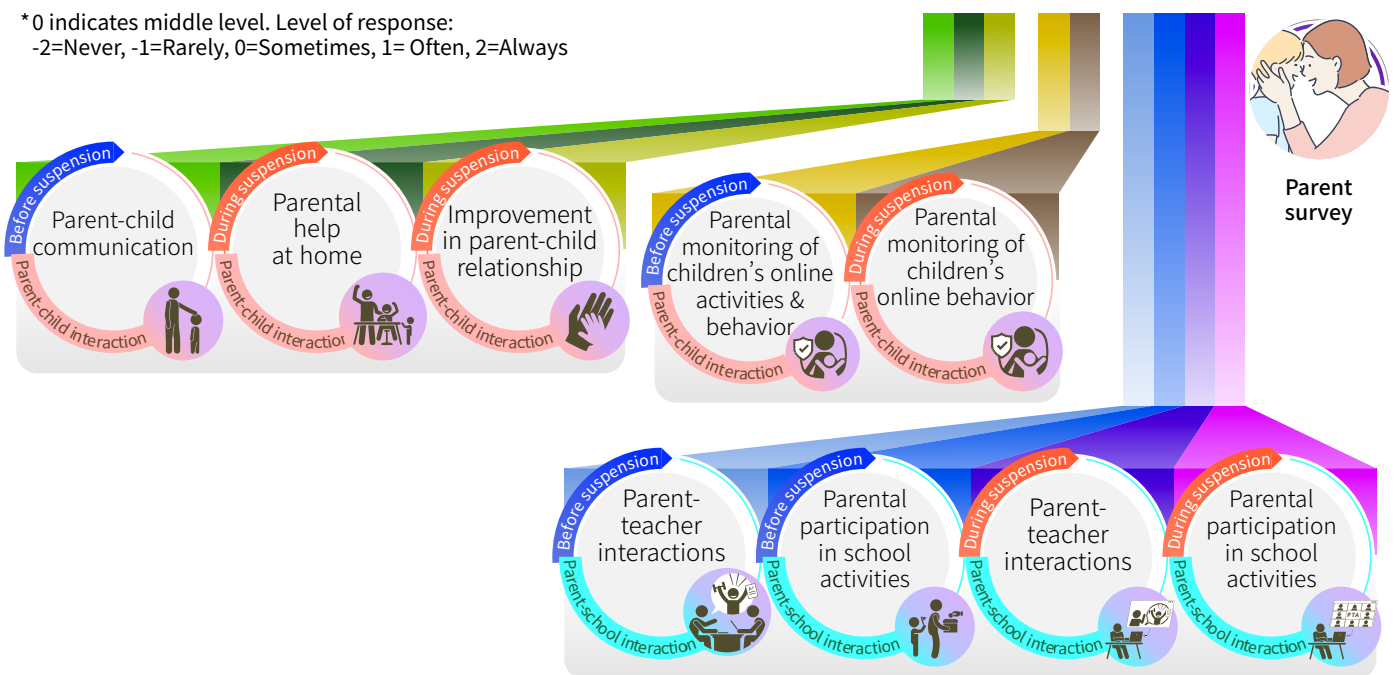 *0 indicates middle level. Level of response:
-2=Never, -1=Rarely, 0=Sometimes, 1= Often, 2=Always
Parent
survey
Before suspension
Parent-child
communication
Parent-child interaction
During suspension
Parental
help
at home
Parent-child interaction
During suspension
Improvement
in parent-child
relationship
Parent-child interaction
Before suspension
Parental
monitoring of
children's online
activities &
behavior
Parent-child interaction
During suspension
Parental
monitoring of
children's
online behavior
Parent-child interaction
Before suspension
Parent-
teacher
interactions
Parent-school interaction
Before suspension
Parental
participation
in school
activities
Parent-school interaction
During suspension
Parent-
teacher
interactions
Parent-school interaction
During suspension
Parental
participation
in school
activities
Parent-school interaction
PTA